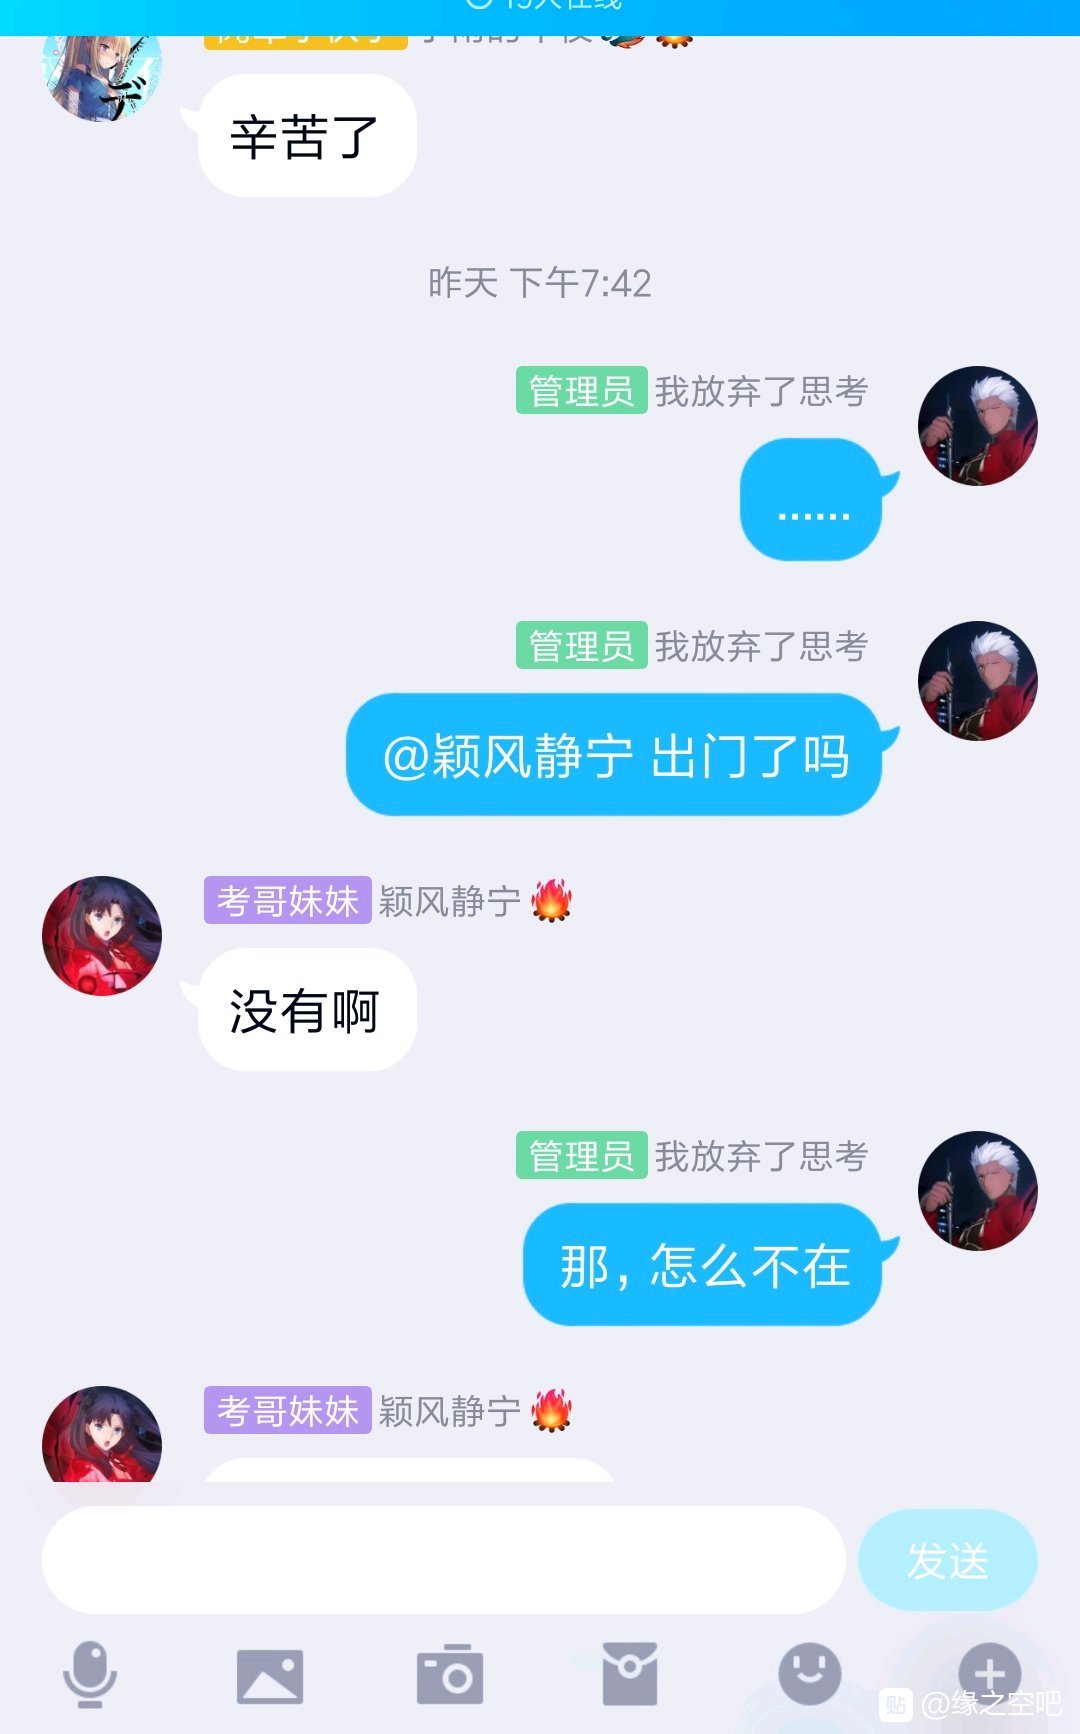 辛苦了
昨天 下午7:42
管理员 我放弃了思考
......
管理员 我放弃了思考
@颖风静宁 出门了吗
考哥妹妹 颖风静宁
没有啊
管理员 我放弃了思考
那，怎么不在
考哥妹妹 颖风静宁
发送
贴 @缘之空吧